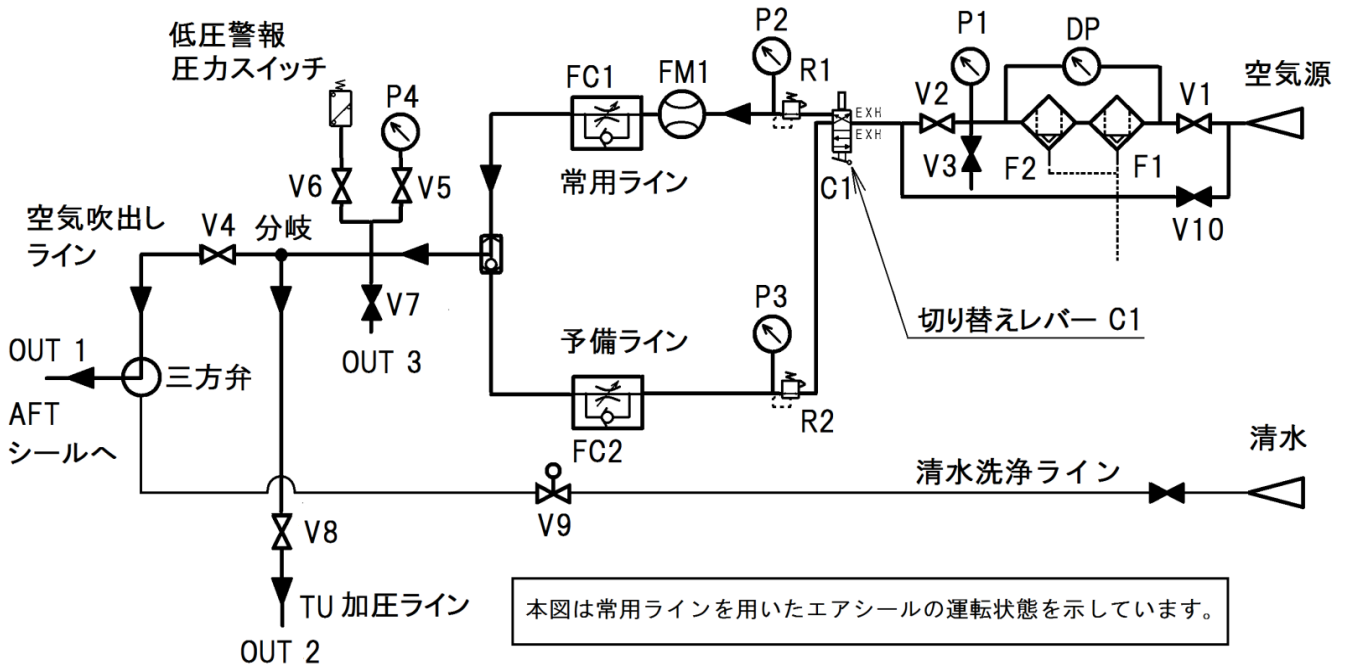 低圧警報
圧力スイッチ
P4
FC1
FM1
P2
R1
P1
DP
空気源
V2
V1
EXH
EXH
V3
F2
F1
C1
V10
V6
V5
常用ライン
空気吹出し
ライン
V4
分岐
V7
OUT 3
P3
切り替えレバー C1
予備ライン
OUT 1
三方弁
AFT
シールへ
R2
FC2
清水
清水洗浄ライン
V9
V8
TU 加圧ライン
OUT 2
本図は常用ラインを用いたエアシールの運転状態を示しています。